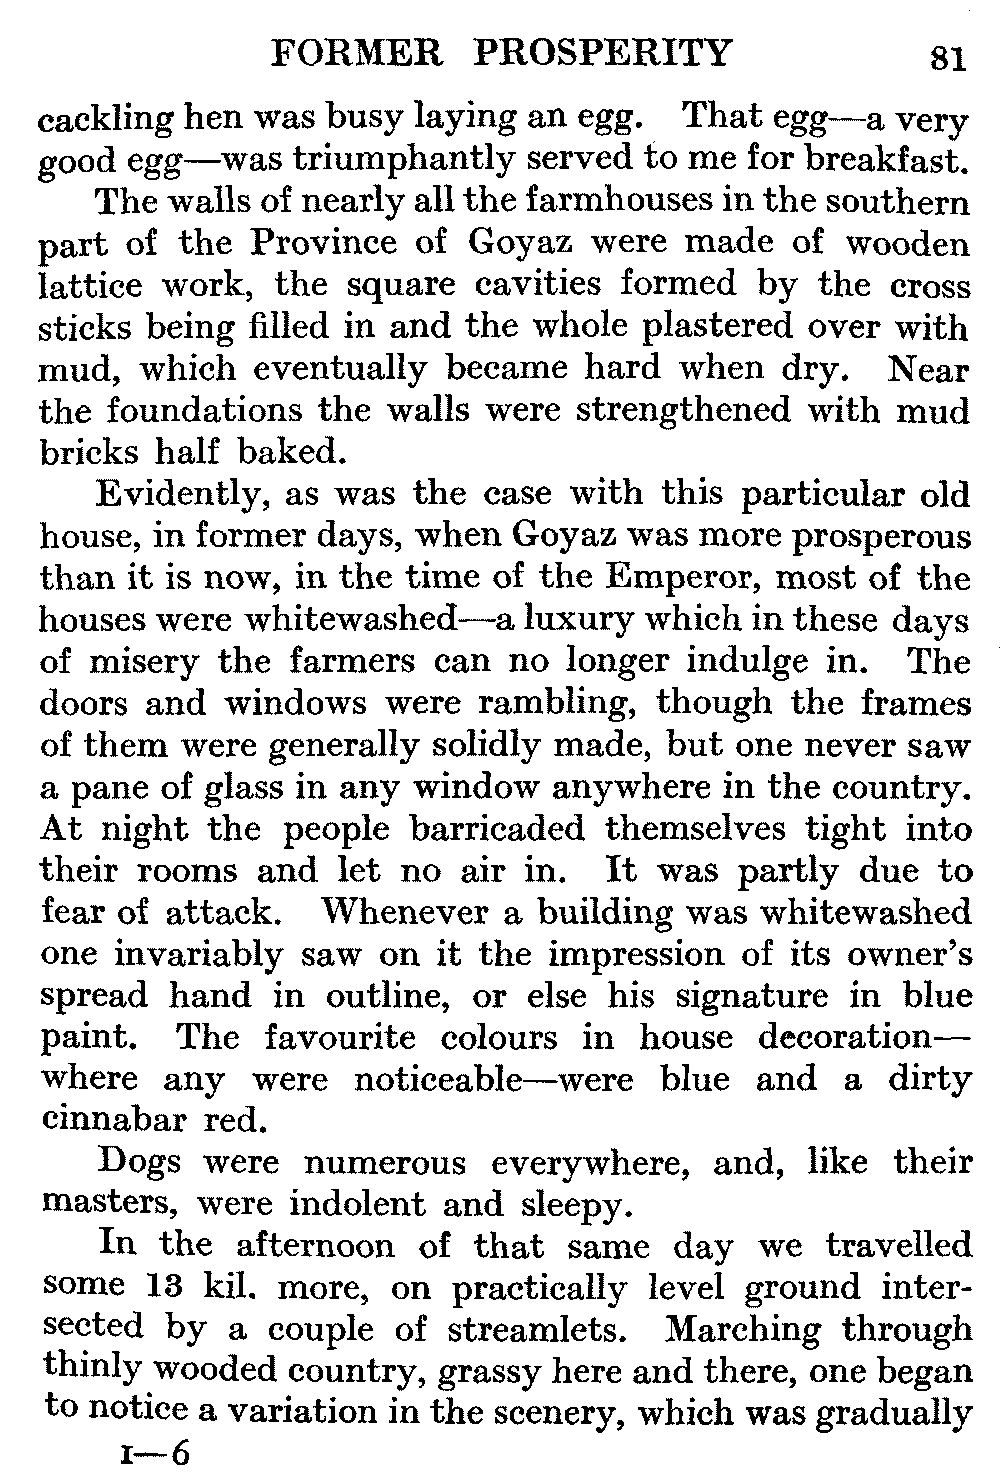 FORMER PROSPERITY 81
cackling hen was busy laying an egg. That egg—a very
good egg—was triumphantly served to me for breakfast.
The walls of nearly all the farmhouses in the southern
part of the Province of Goyaz were made of wooden
lattice work, the square cavities formed by the cross
sticks being filled in and the whole plastered over with
mud, which eventually became hard when dry. Near
the foundations the walls were strengthened with mud
bricks half baked.
Evidently, as was the case with this particular old
house, in former days, when Goyaz was more prosperous
than it is now, in the time of the Emperor, most of the
houses were whitewashed—a luxury which in these days
of misery the farmers can no longer indulge in. The
doors and windows were rambling, though the frames
of them were generally solidly made, but one never saw
a pane of glass in any window anywhere in the country.
At night the people barricaded themselves tight into
their rooms and let no air in. It was partly due to
fear of attack. Whenever a building was whitewashed
one invariably saw on it the impression of its owner's
spread hand in outline, or else his signature in blue
paint. The favourite colours in house decoration—
where any were noticeable—were blue and a dirty
cinnabar red.
Dogs were numerous everywhere, and, like their
masters, were indolent and sleepy.
In the afternoon of that same day we travelled
some 13 kil. more, on practically level ground inter-
sected by a couple of streamlets. Marching through
thinly wooded country, grassy here and there, one began
to notice a variation in the scenery, which was gradually
I—6